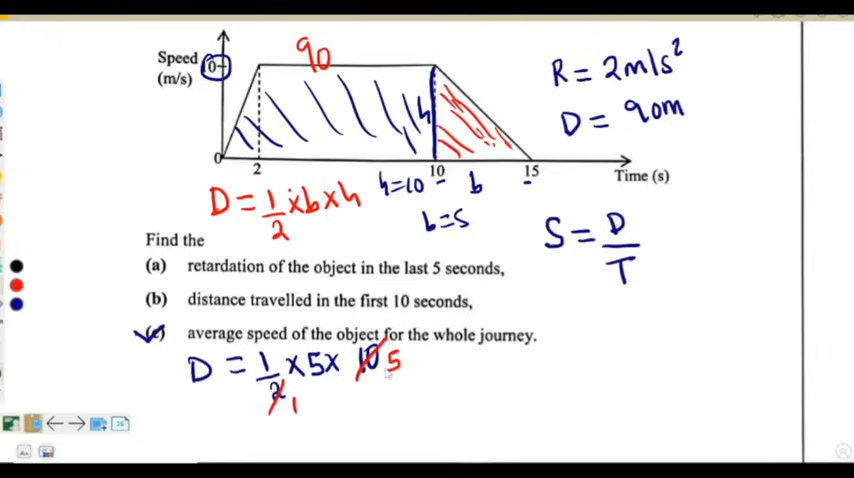 90
Speed
(m/s)
0
0
2
10
15
Time (s)
h
R = 2m/s²
D = 90m
D = 1/2 × b × h
h=10
b
b=5
S = D/T
Find the
(a) retardation of the object in the last 5 seconds,
(b) distance travelled in the first 10 seconds,
(c) average speed of the object for the whole journey.
D = 1/2 × 5 × 10 5
1